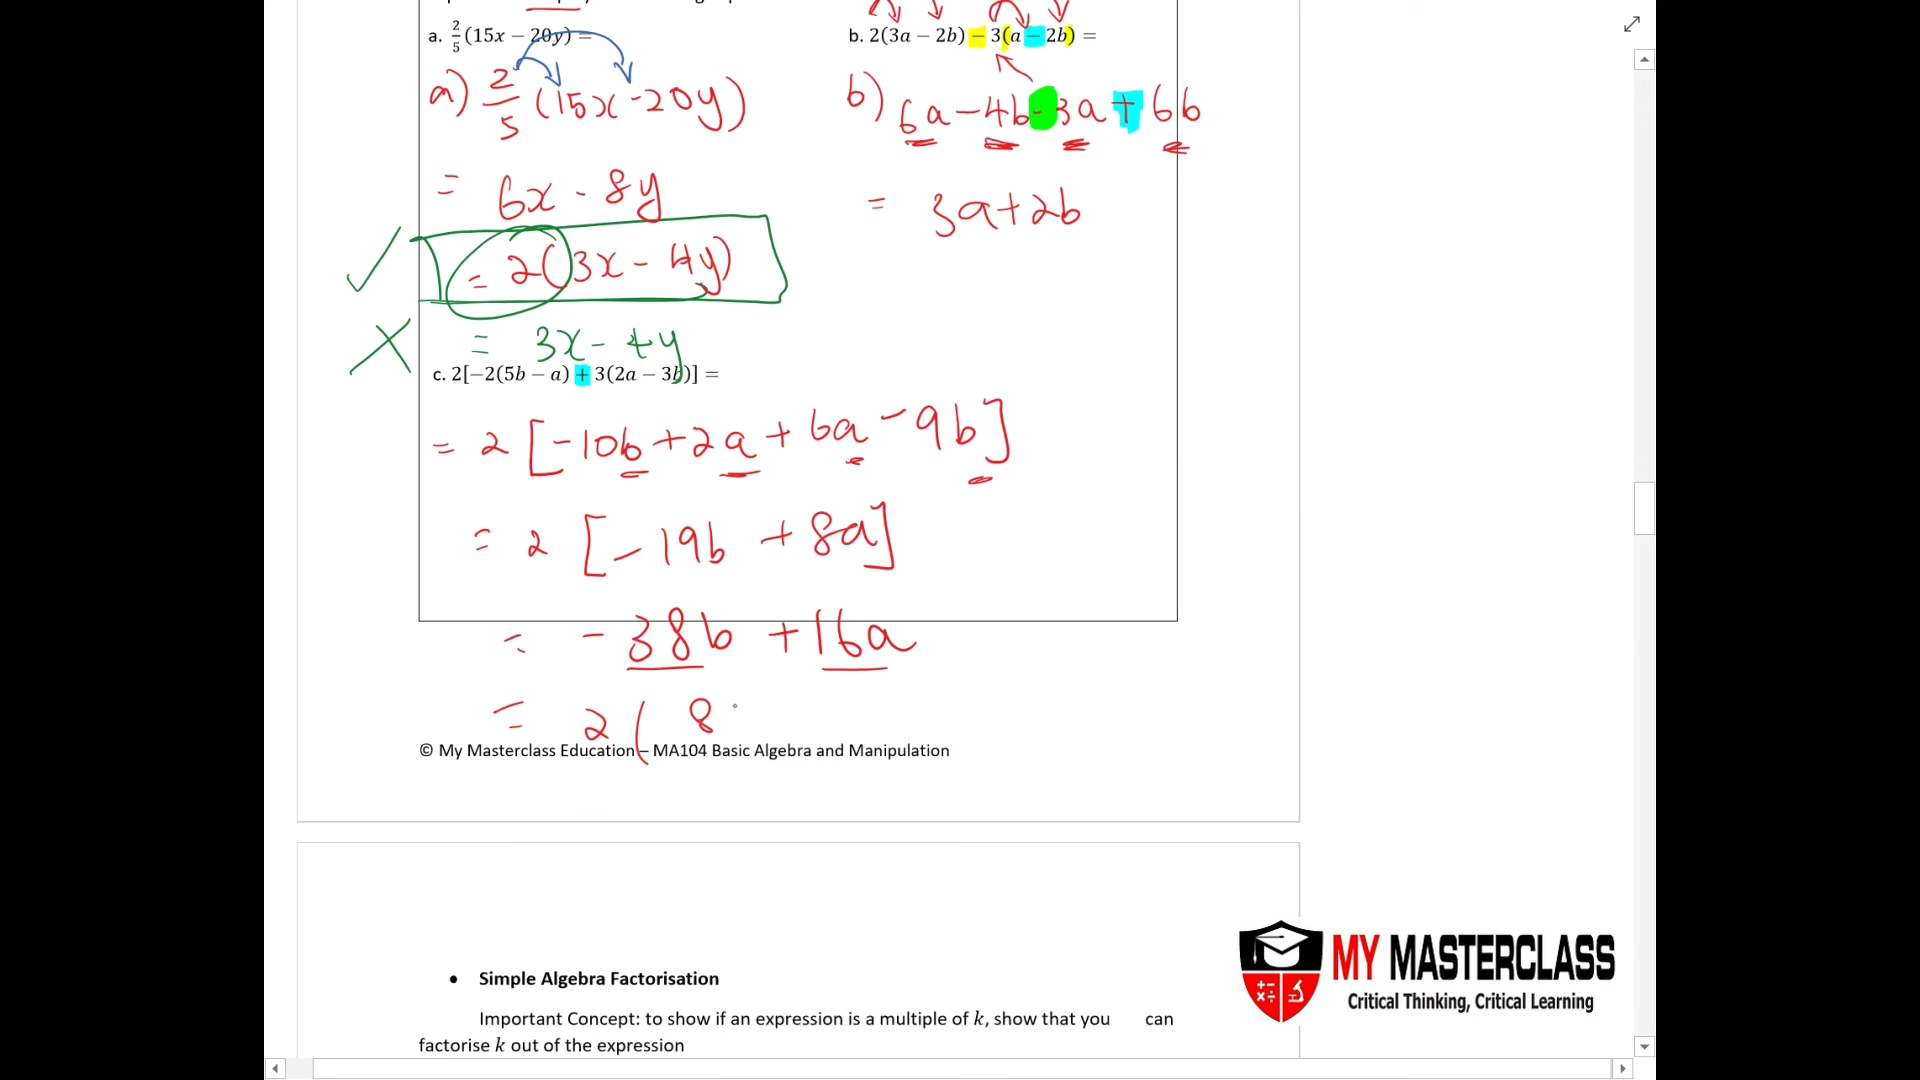 a. 2/5 (15x − 20y) =
b. 2(3a − 2b) − 3(a − 2b) =
a) 2/5 (15x - 20y)
= 6x - 8y
= 2(3x - 4y)
= 3x - 4y
b) 6a - 4b - 3a + 6b
= 3a + 2b
c. 2[−2(5b − a) + 3(2a − 3b)] =
= 2 [-10b + 2a + 6a - 9b]
= 2 [-19b + 8a]
= - 38b + 16a
= 2 ( 8
© My Masterclass Education – MA104 Basic Algebra and Manipulation
• Simple Algebra Factorisation
Important Concept: to show if an expression is a multiple of k, show that you can
factorise k out of the expression
MY MASTERCLASS
Critical Thinking, Critical Learning